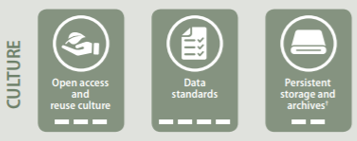 CULTURE
Open access
and
reuse culture
Data
standards
Persistent
storage and
archives†